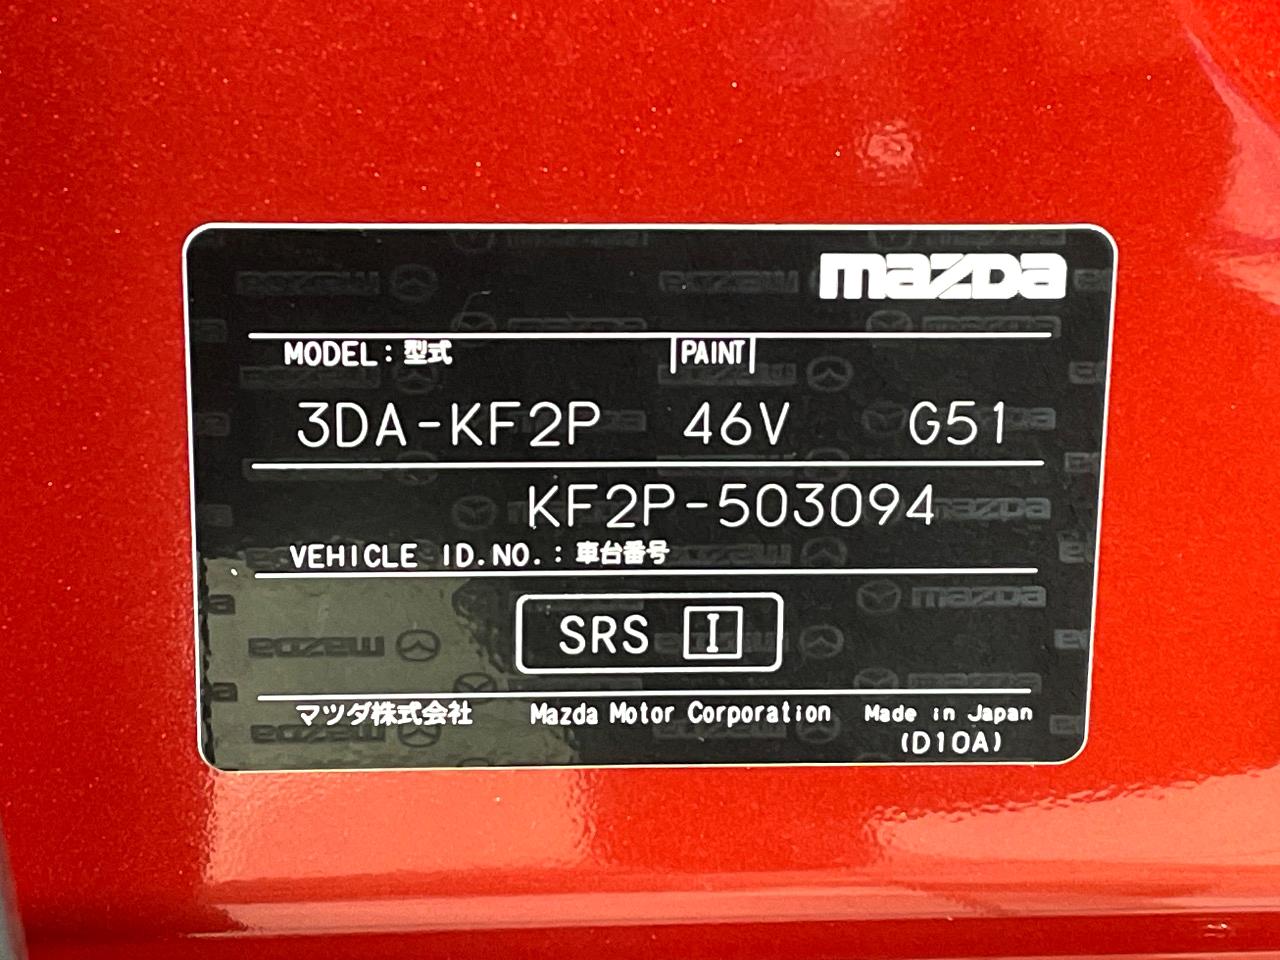 mazda
MODEL：型式 PAINT
3DA-KF2P 46V G51
KF2P-503094
VEHICLE ID.NO.：車台番号
SRS I
マツダ株式会社 Mazda Motor Corporation Made in Japan
(D10A)